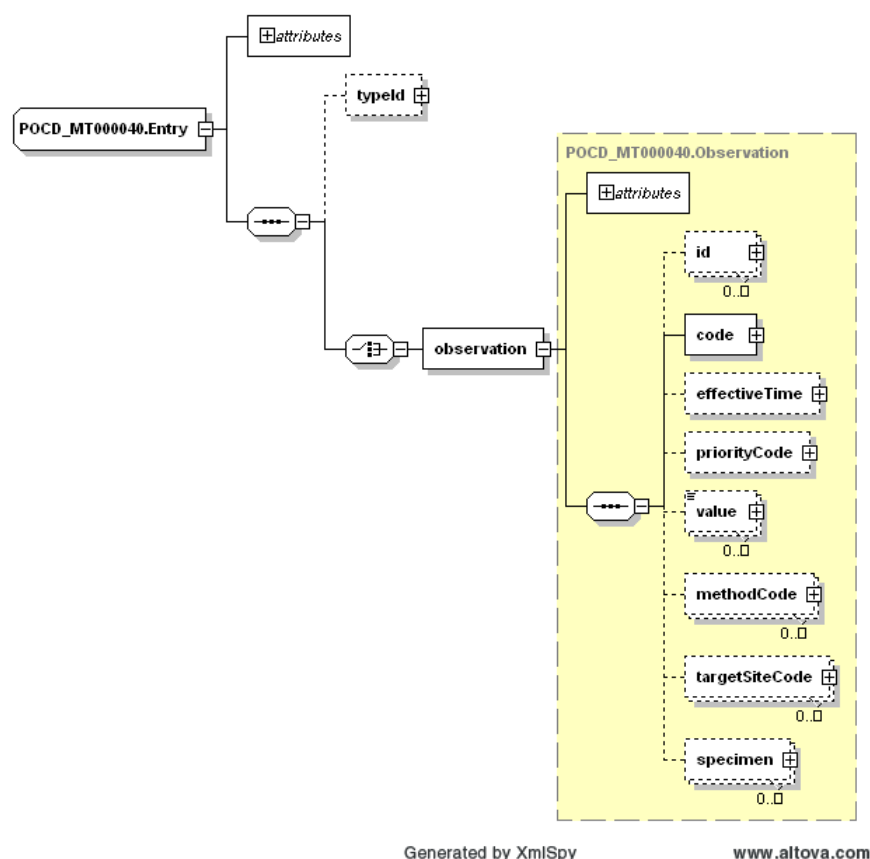 attributes
typeId
POCD_MT000040.Entry
POCD_MT000040.Observation
attributes
id
0..□
code
observation
effectiveTime
priorityCode
value
0..□
methodCode
0..□
targetSiteCode
0..□
specimen
0..□
Generated by XmlSpy www.altova.com